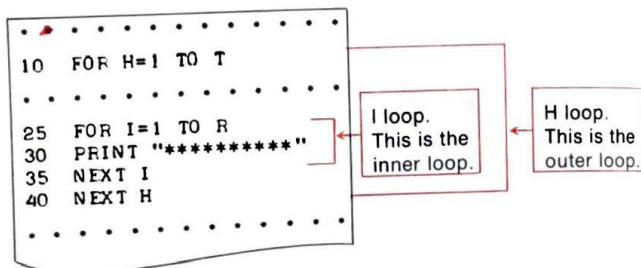 10 FOR H=1 TO T
25 FOR I=1 TO R
30 PRINT "**********"
35 NEXT I
40 NEXT H
I loop.
This is the
inner loop.
H loop.
This is the
outer loop.